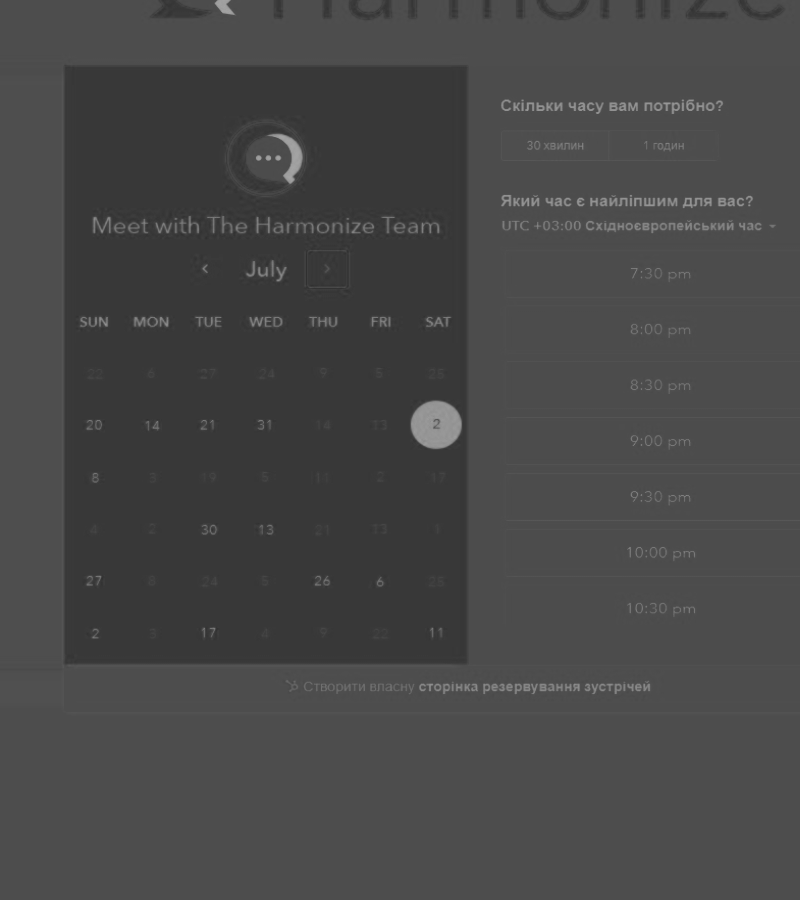 Harmonize
Meet with The Harmonize Team
July
SUN MON TUE WED THU FRI SAT
22 6 27 24 9 5
20 14 21 31 14 13 2
8 3 19 5 11 2 13
4 2 30 13 21 13 1
27 24 5 26 6
2 3 17 4 9 22 11
Скільки часу вам потрібно?
30 хвилин 1 годин
Який час є найліпшим для вас?
UTC +03:00 Східноєвропейський час
7:30 pm
8:00 pm
8:30 pm
9:00 pm
9:30 pm
10:00 pm
10:30 pm
Створити власну сторінка резервування зустрічей